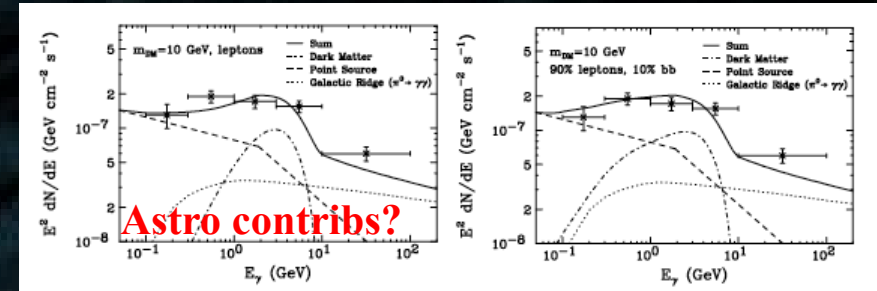 m_DM=10 GeV, leptons
Sum
Dark Matter
Point Source
Galactic Ridge (π⁰→ γγ)
E² dN/dE (GeV cm⁻² s⁻¹)
5
2
10⁻⁷
5
2
10⁻⁸
10⁻¹ 10⁰ 10¹ 10²
E_γ (GeV)
Astro contribs?
m_DM=10 GeV
90% leptons, 10% bb
Sum
Dark Matter
Point Source
Galactic Ridge (π⁰→ γγ)
E² dN/dE (GeV cm⁻² s⁻¹)
5
2
10⁻⁷
5
2
10⁻⁸
10⁻¹ 10⁰ 10¹ 10²
E_γ (GeV)